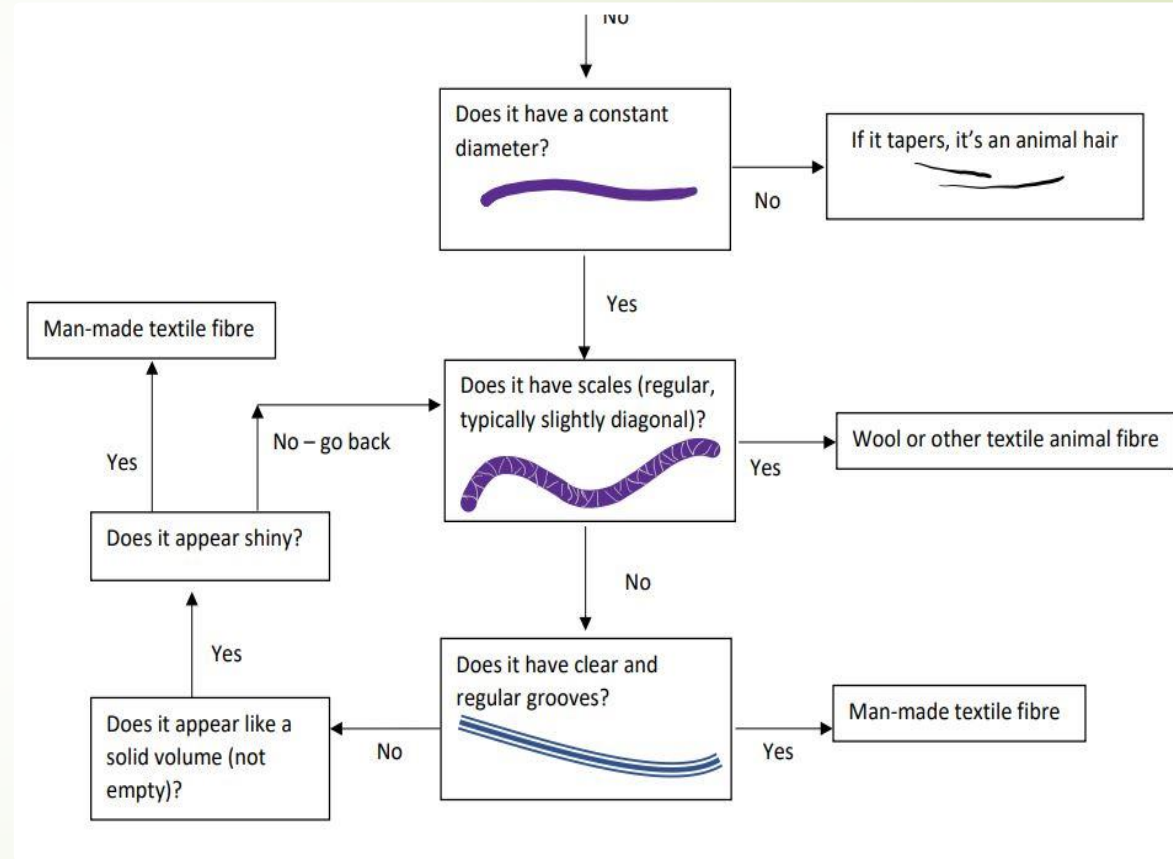 No
Does it have a constant
diameter?
If it tapers, it's an animal hair
No
Yes
Man-made textile fibre
Does it have scales (regular,
typically slightly diagonal)?
No – go back
Yes
Yes
Wool or other textile animal fibre
Does it appear shiny?
No
Yes
Does it have clear and
regular grooves?
Does it appear like a
solid volume (not
empty)?
No
Yes
Man-made textile fibre